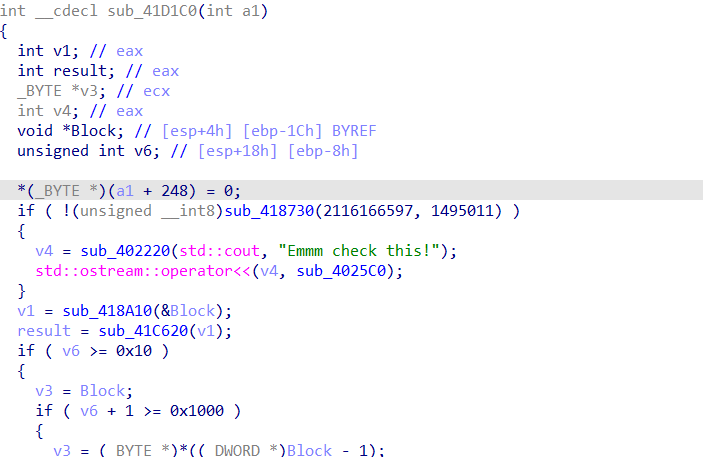 int __cdecl sub_41D1C0(int a1)
{
  int v1; // eax
  int result; // eax
  _BYTE *v3; // ecx
  int v4; // eax
  void *Block; // [esp+4h] [ebp-1Ch] BYREF
  unsigned int v6; // [esp+18h] [ebp-8h]

  *(_BYTE *)(a1 + 248) = 0;
  if ( !(unsigned __int8)sub_418730(2116166597, 1495011) )
  {
    v4 = sub_402220(std::cout, "Emmm check this!");
    std::ostream::operator<<(v4, sub_4025C0);
  }
  v1 = sub_418A10(&Block);
  result = sub_41C620(v1);
  if ( v6 >= 0x10 )
  {
    v3 = Block;
    if ( v6 + 1 >= 0x1000 )
    {
      v3 = (_BYTE *)*((_DWORD *)Block - 1);